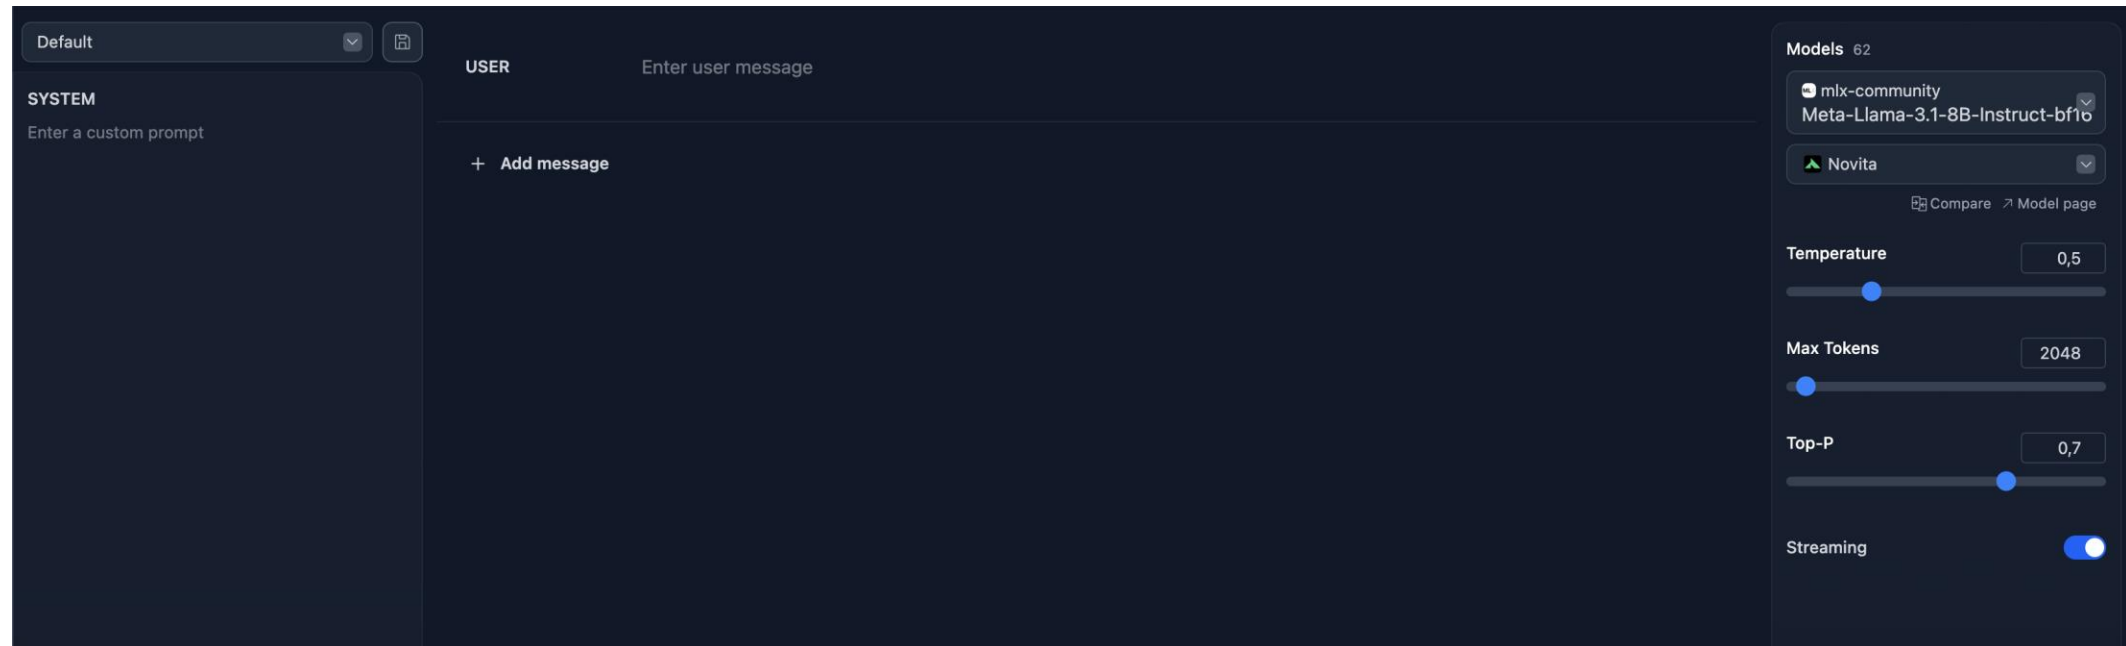 Default
SYSTEM
Enter a custom prompt
USER
Enter user message
+ Add message
Models 62
mlx-community
Meta-Llama-3.1-8B-Instruct-bf16
Novita
Compare
Model page
Temperature
0,5
Max Tokens
2048
Top-P
0,7
Streaming